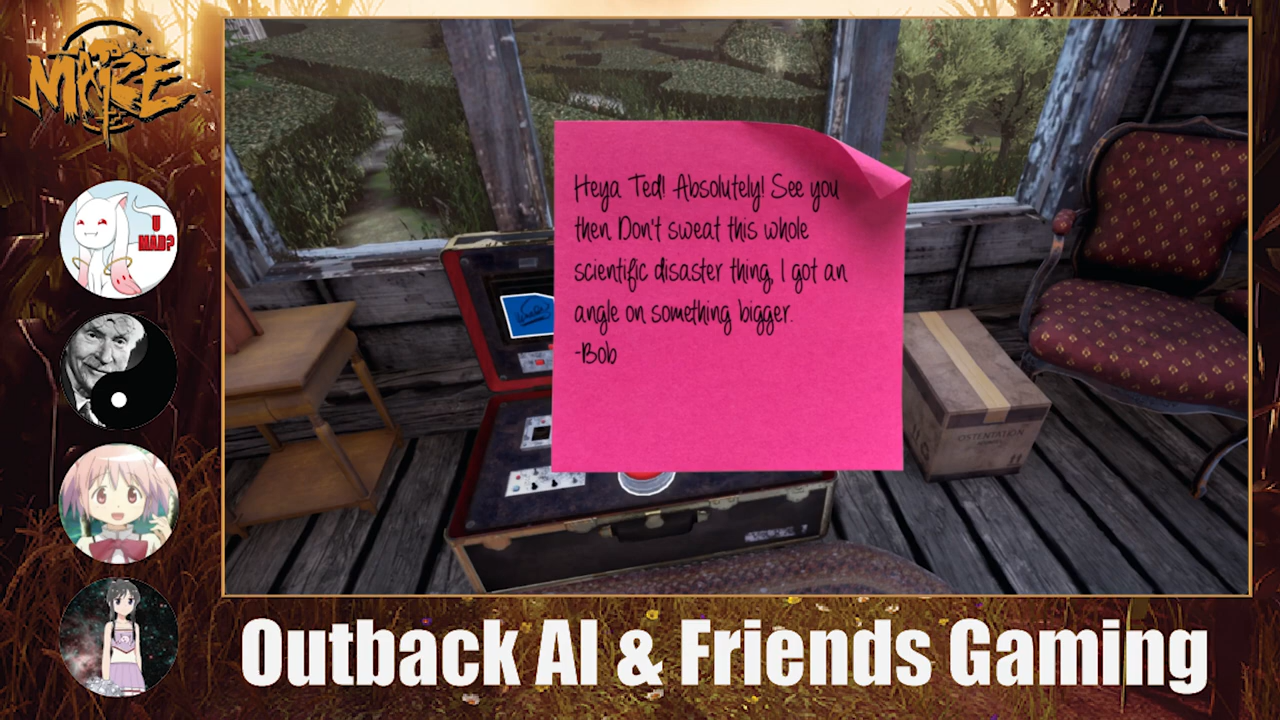 MAIZE
U
MAD?
Heya Ted! Absolutely! See you
then Don't sweat this whole
scientific disaster thing, I got an
angle on something bigger.
-Bob
OSTENTATION
Outback AI & Friends Gaming